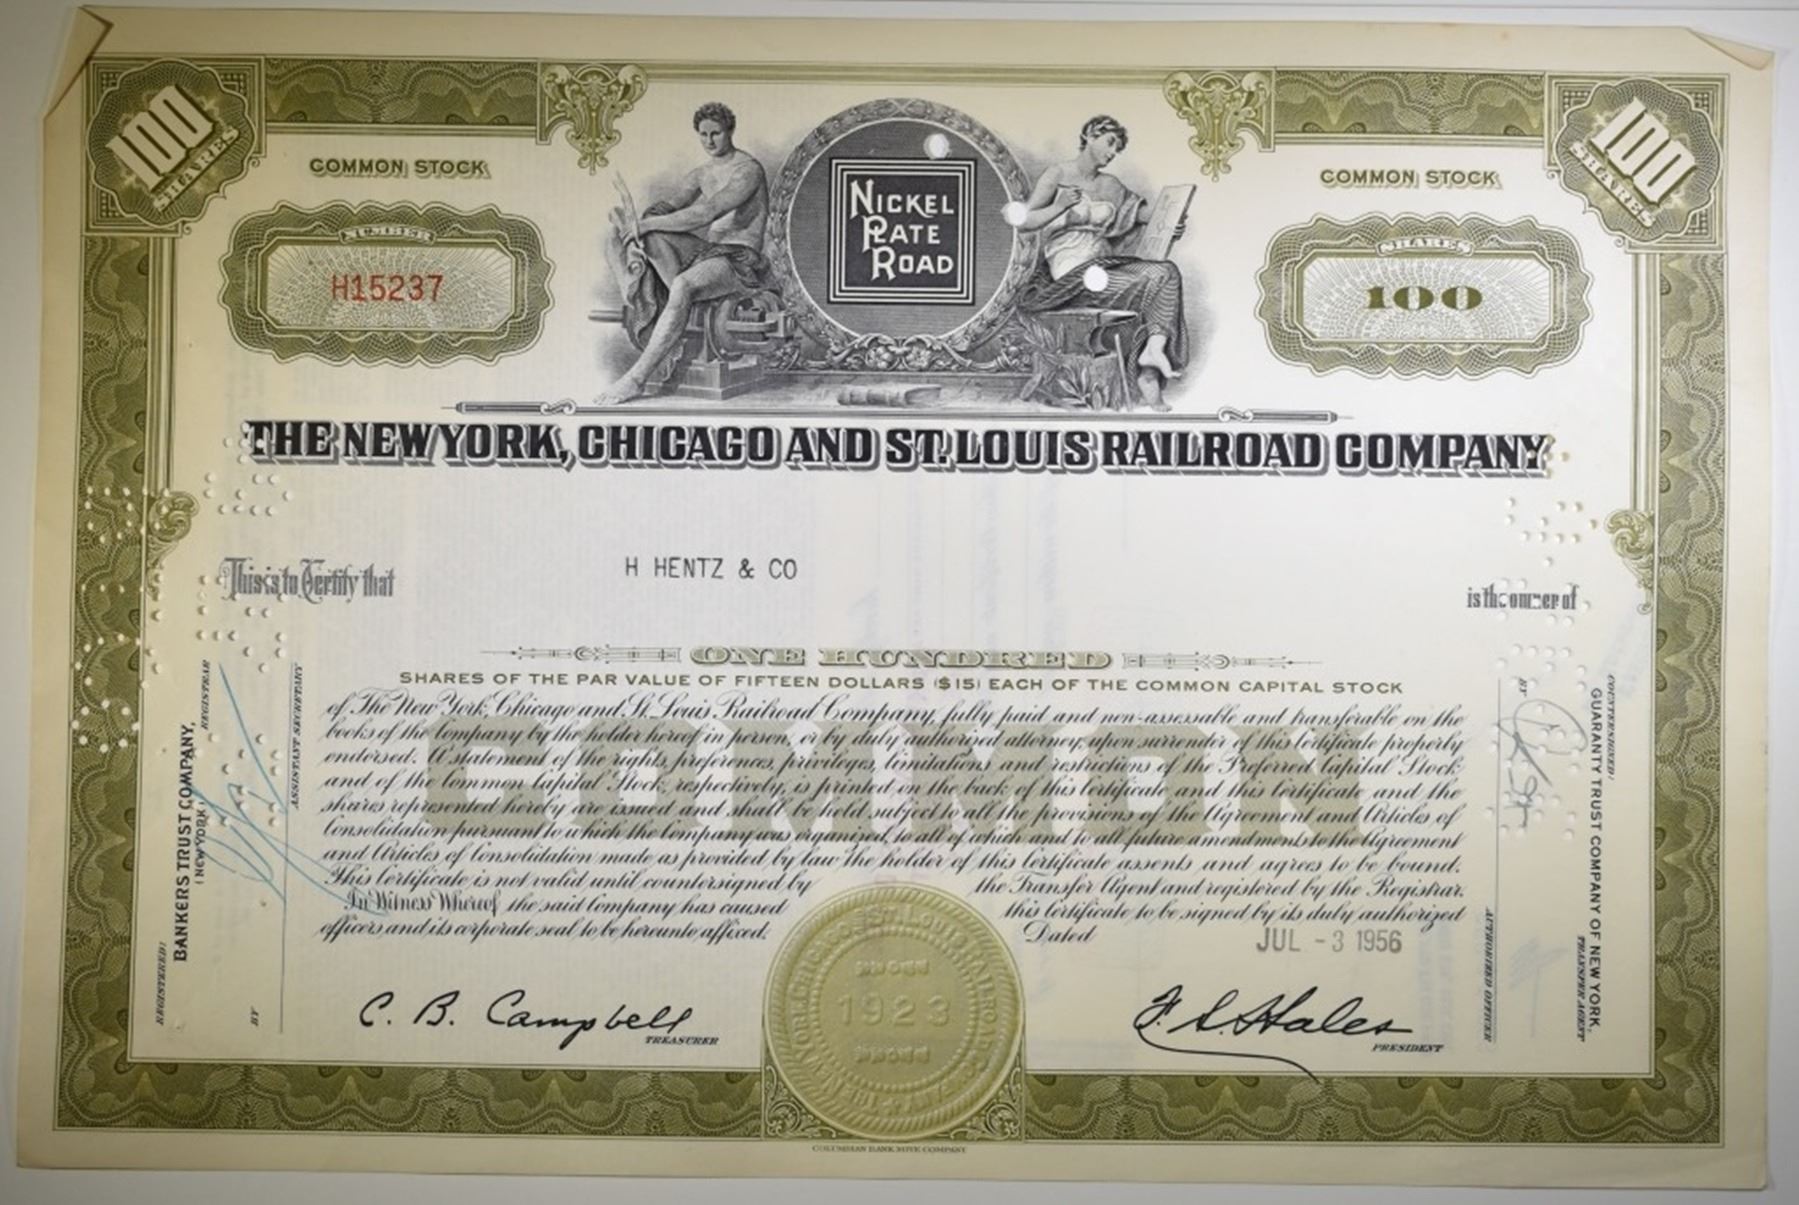 100 SHARES
100 SHARES
COMMON STOCK
COMMON STOCK
NICKEL
PLATE
ROAD
NUMBER
H15237
SHARES
100
THE NEW YORK, CHICAGO AND ST. LOUIS RAILROAD COMPANY
This is to Certify that
H HENTZ & CO
is the owner of
ONE HUNDRED
SHARES OF THE PAR VALUE OF FIFTEEN DOLLARS ($15) EACH OF THE COMMON CAPITAL STOCK
of The New York, Chicago and St. Louis Railroad Company, fully paid and non-assessable and transferable on the
books of the Company by the holder hereof in person, or by duly authorized attorney, upon surrender of this Certificate properly
endorsed. A statement of the rights, preferences, privileges, limitations and restrictions of the Preferred Capital Stock
and of the Common Capital Stock, respectively, is printed on the back of this Certificate and this Certificate and the
shares represented hereby are issued and shall be held subject to all the provisions of the Agreement and Articles of
Consolidation pursuant to which the Company was organized, to all of which and to all future amendments to the Agreement
and Articles of Consolidation made as provided by law the holder of this Certificate assents and agrees to be bound.
This Certificate is not valid until countersigned by the Transfer Agent and registered by the Registrar.
In Witness Whereof the said Company has caused this Certificate to be signed by its duly authorized
officers and its corporate seal to be hereunto affixed.
Dated
JUL - 3 1956
C. B. Campbell
TREASURER
1923
PRESIDENT
COLUMBIAN BANK NOTE COMPANY
REGISTERED:
BANKERS TRUST COMPANY,
(NEW YORK)
REGISTRAR
BY
ASSISTANT SECRETARY
COUNTERSIGNED:
GUARANTY TRUST COMPANY OF NEW YORK,
TRANSFER AGENT
BY
AUTHORIZED OFFICER